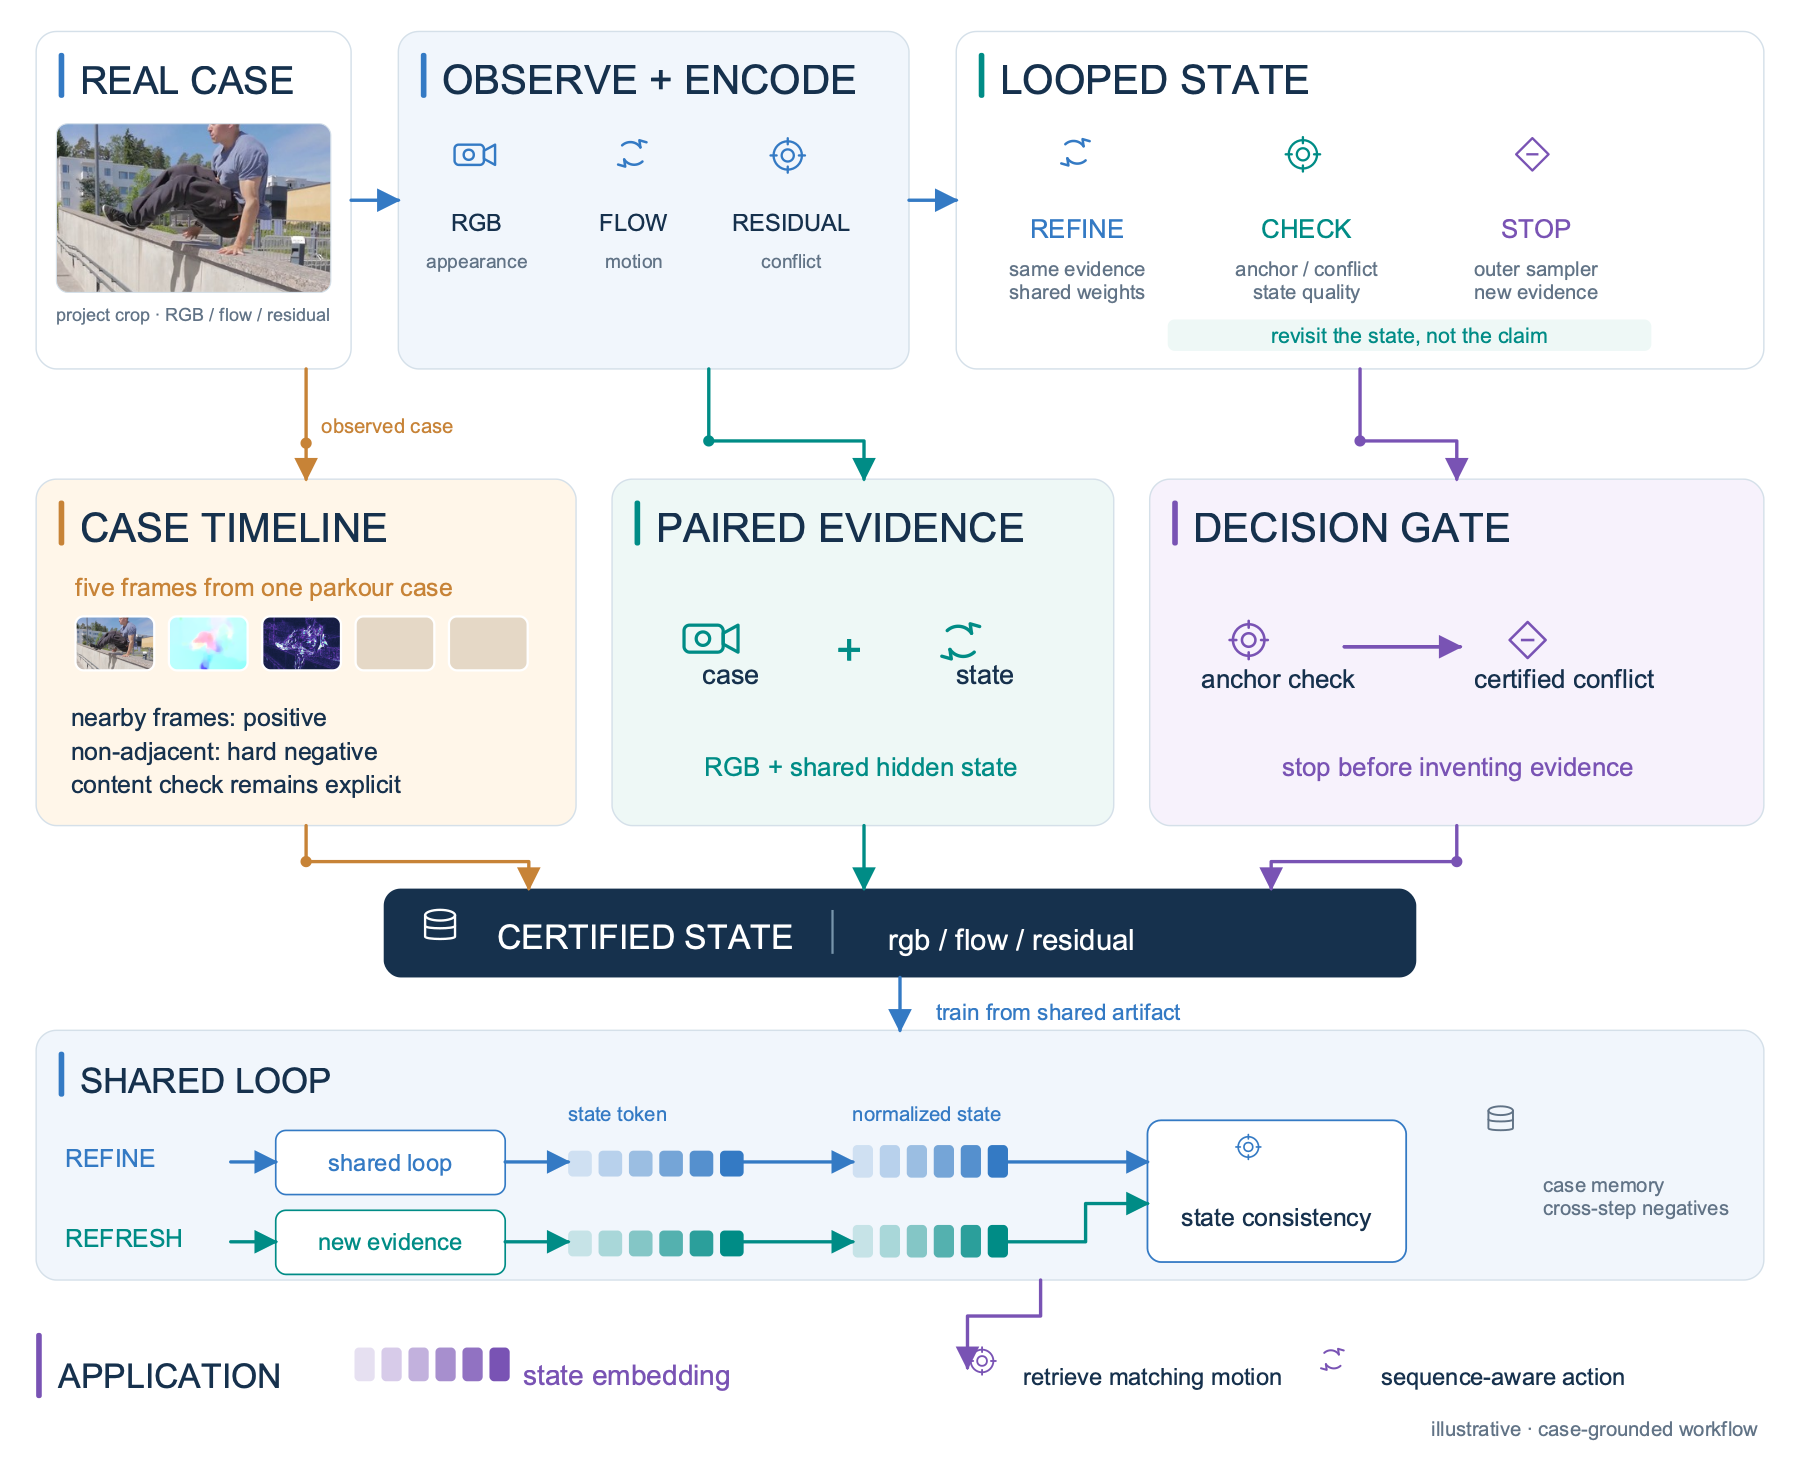 REAL CASE
project crop · RGB / flow / residual
OBSERVE + ENCODE
RGB
appearance
FLOW
motion
RESIDUAL
conflict
LOOPED STATE
REFINE
same evidence
shared weights
CHECK
anchor / conflict
state quality
STOP
outer sampler
new evidence
revisit the state, not the claim
observed case
CASE TIMELINE
five frames from one parkour case
nearby frames: positive
non-adjacent: hard negative
content check remains explicit
PAIRED EVIDENCE
case
+
state
RGB + shared hidden state
DECISION GATE
anchor check
certified conflict
stop before inventing evidence
CERTIFIED STATE
rgb / flow / residual
train from shared artifact
SHARED LOOP
state token
normalized state
REFINE
shared loop
REFRESH
new evidence
state consistency
case memory
cross-step negatives
APPLICATION
state embedding
retrieve matching motion
sequence-aware action
illustrative · case-grounded workflow